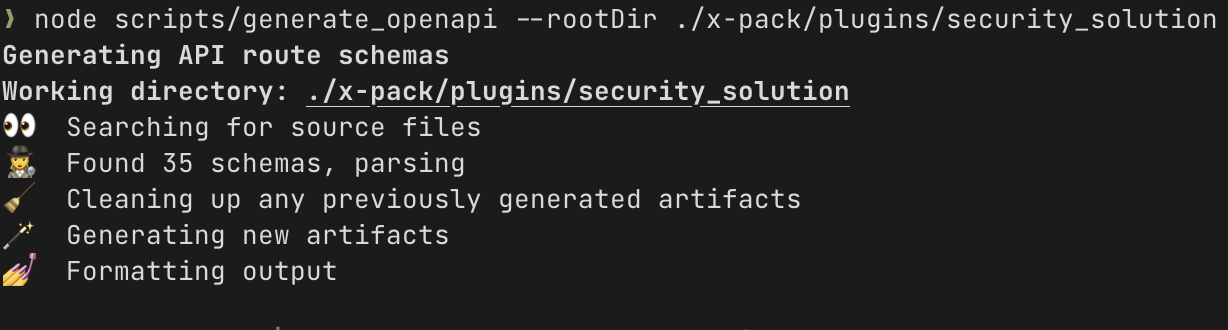 ❯ node scripts/generate_openapi --rootDir ./x-pack/plugins/security_solution
Generating API route schemas
Working directory: ./x-pack/plugins/security_solution
👀 Searching for source files
🕵️‍♀️ Found 35 schemas, parsing
🧹 Cleaning up any previously generated artifacts
🪄 Generating new artifacts
💅 Formatting output